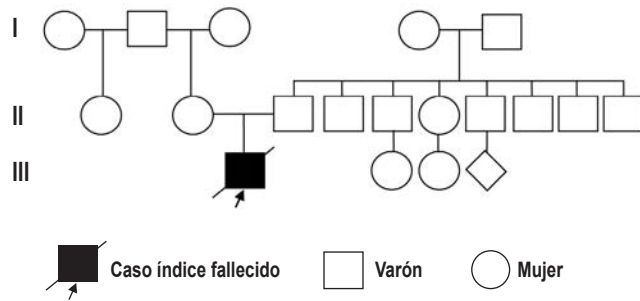 I
II
III
Caso índice fallecido
Varón
Mujer